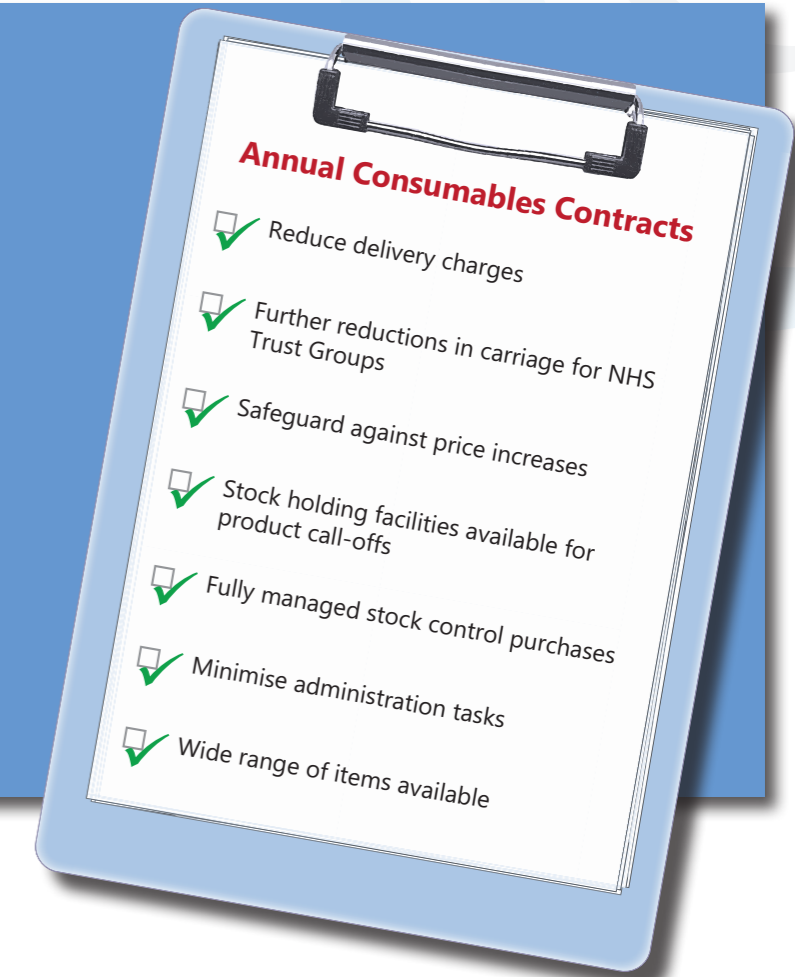 Annual Consumables Contracts
Reduce delivery charges
Further reductions in carriage for NHS
Trust Groups
Safeguard against price increases
Stock holding facilities available for
product call-offs
Fully managed stock control purchases
Minimise administration tasks
Wide range of items available